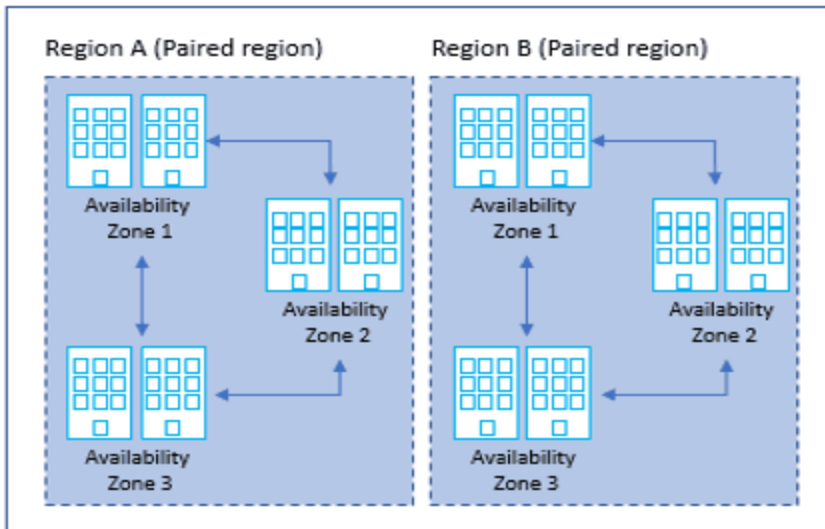 Region A (Paired region)
Availability
Zone 1
Availability
Zone 2
Availability
Zone 3
Region B (Paired region)
Availability
Zone 1
Availability
Zone 2
Availability
Zone 3